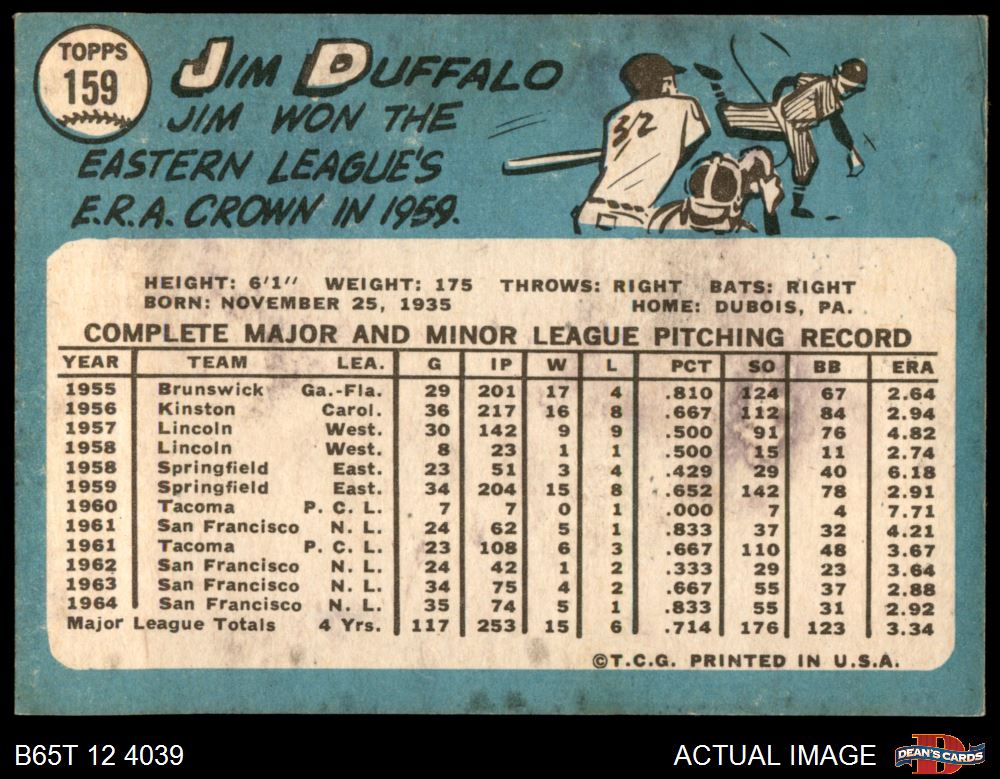 TOPPS
159
JIM DUFFALO
JIM WON THE
EASTERN LEAGUE'S
E.R.A. CROWN IN 1959.
32
HEIGHT: 6'1" WEIGHT: 175 THROWS: RIGHT BATS: RIGHT
BORN: NOVEMBER 25, 1935 HOME: DUBOIS, PA.
COMPLETE MAJOR AND MINOR LEAGUE PITCHING RECORD
YEAR TEAM LEA. G IP W L PCT SO BB ERA
1955 Brunswick Ga.-Fla. 29 201 17 4 .810 124 67 2.64
1956 Kinston Carol. 36 217 16 8 .667 112 84 2.94
1957 Lincoln West. 30 142 9 9 .500 91 76 4.82
1958 Lincoln West. 8 23 1 1 .500 15 11 2.74
1958 Springfield East. 23 51 3 4 .429 29 40 6.18
1959 Springfield East. 34 204 15 8 .652 142 78 2.91
1960 Tacoma P. C. L. 7 7 0 1 .000 7 4 7.71
1961 San Francisco N. L. 24 62 5 1 .833 37 32 4.21
1961 Tacoma P. C. L. 23 108 6 3 .667 110 48 3.67
1962 San Francisco N. L. 24 42 1 2 .333 29 23 3.64
1963 San Francisco N. L. 34 75 4 2 .667 55 37 2.88
1964 San Francisco N. L. 35 74 5 1 .833 55 31 2.92
Major League Totals 4 Yrs. 117 253 15 6 .714 176 123 3.34
©T.C.G. PRINTED IN U.S.A.
B65T 12 4039 ACTUAL IMAGE DEAN'S CARDS